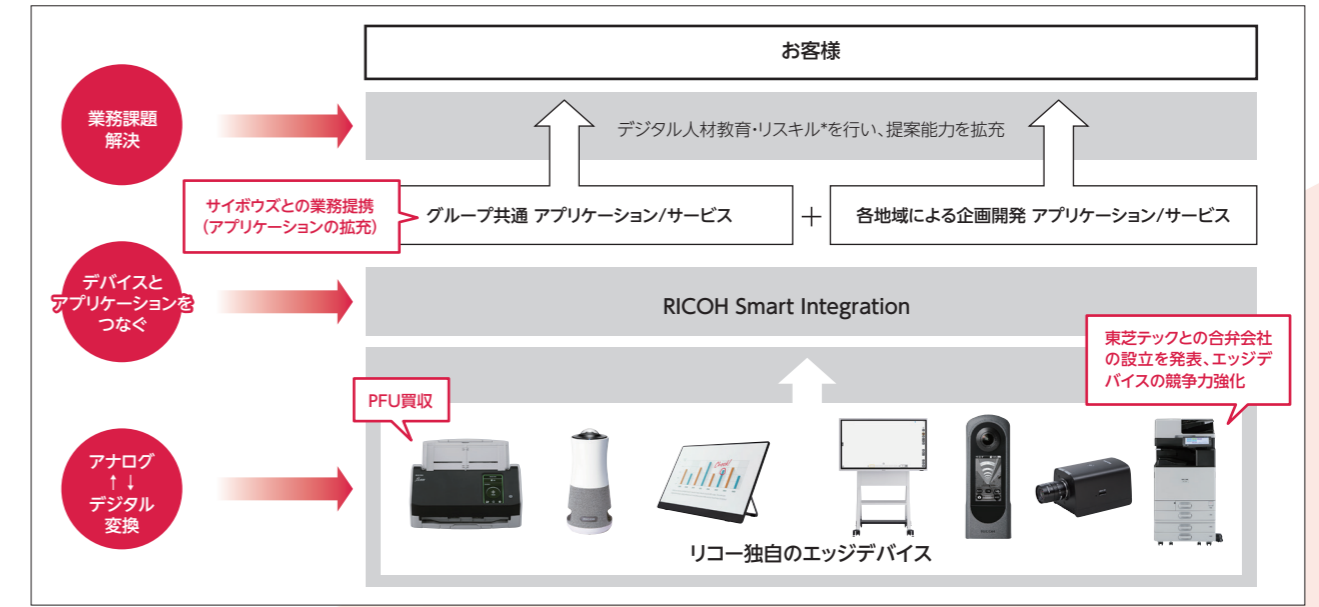 お客様
業務課題
解決
デジタル人材教育・リスキル*を行い、提案能力を拡充
サイボウズとの業務提携
(アプリケーションの拡充)
グループ共通 アプリケーション/サービス
+
各地域による企画開発 アプリケーション/サービス
デバイスと
アプリケーションを
つなぐ
RICOH Smart Integration
東芝テックとの合弁会社
の設立を発表、エッジデ
バイスの競争力強化
PFU買収
アナログ
↑↓
デジタル
変換
リコー独自のエッジデバイス